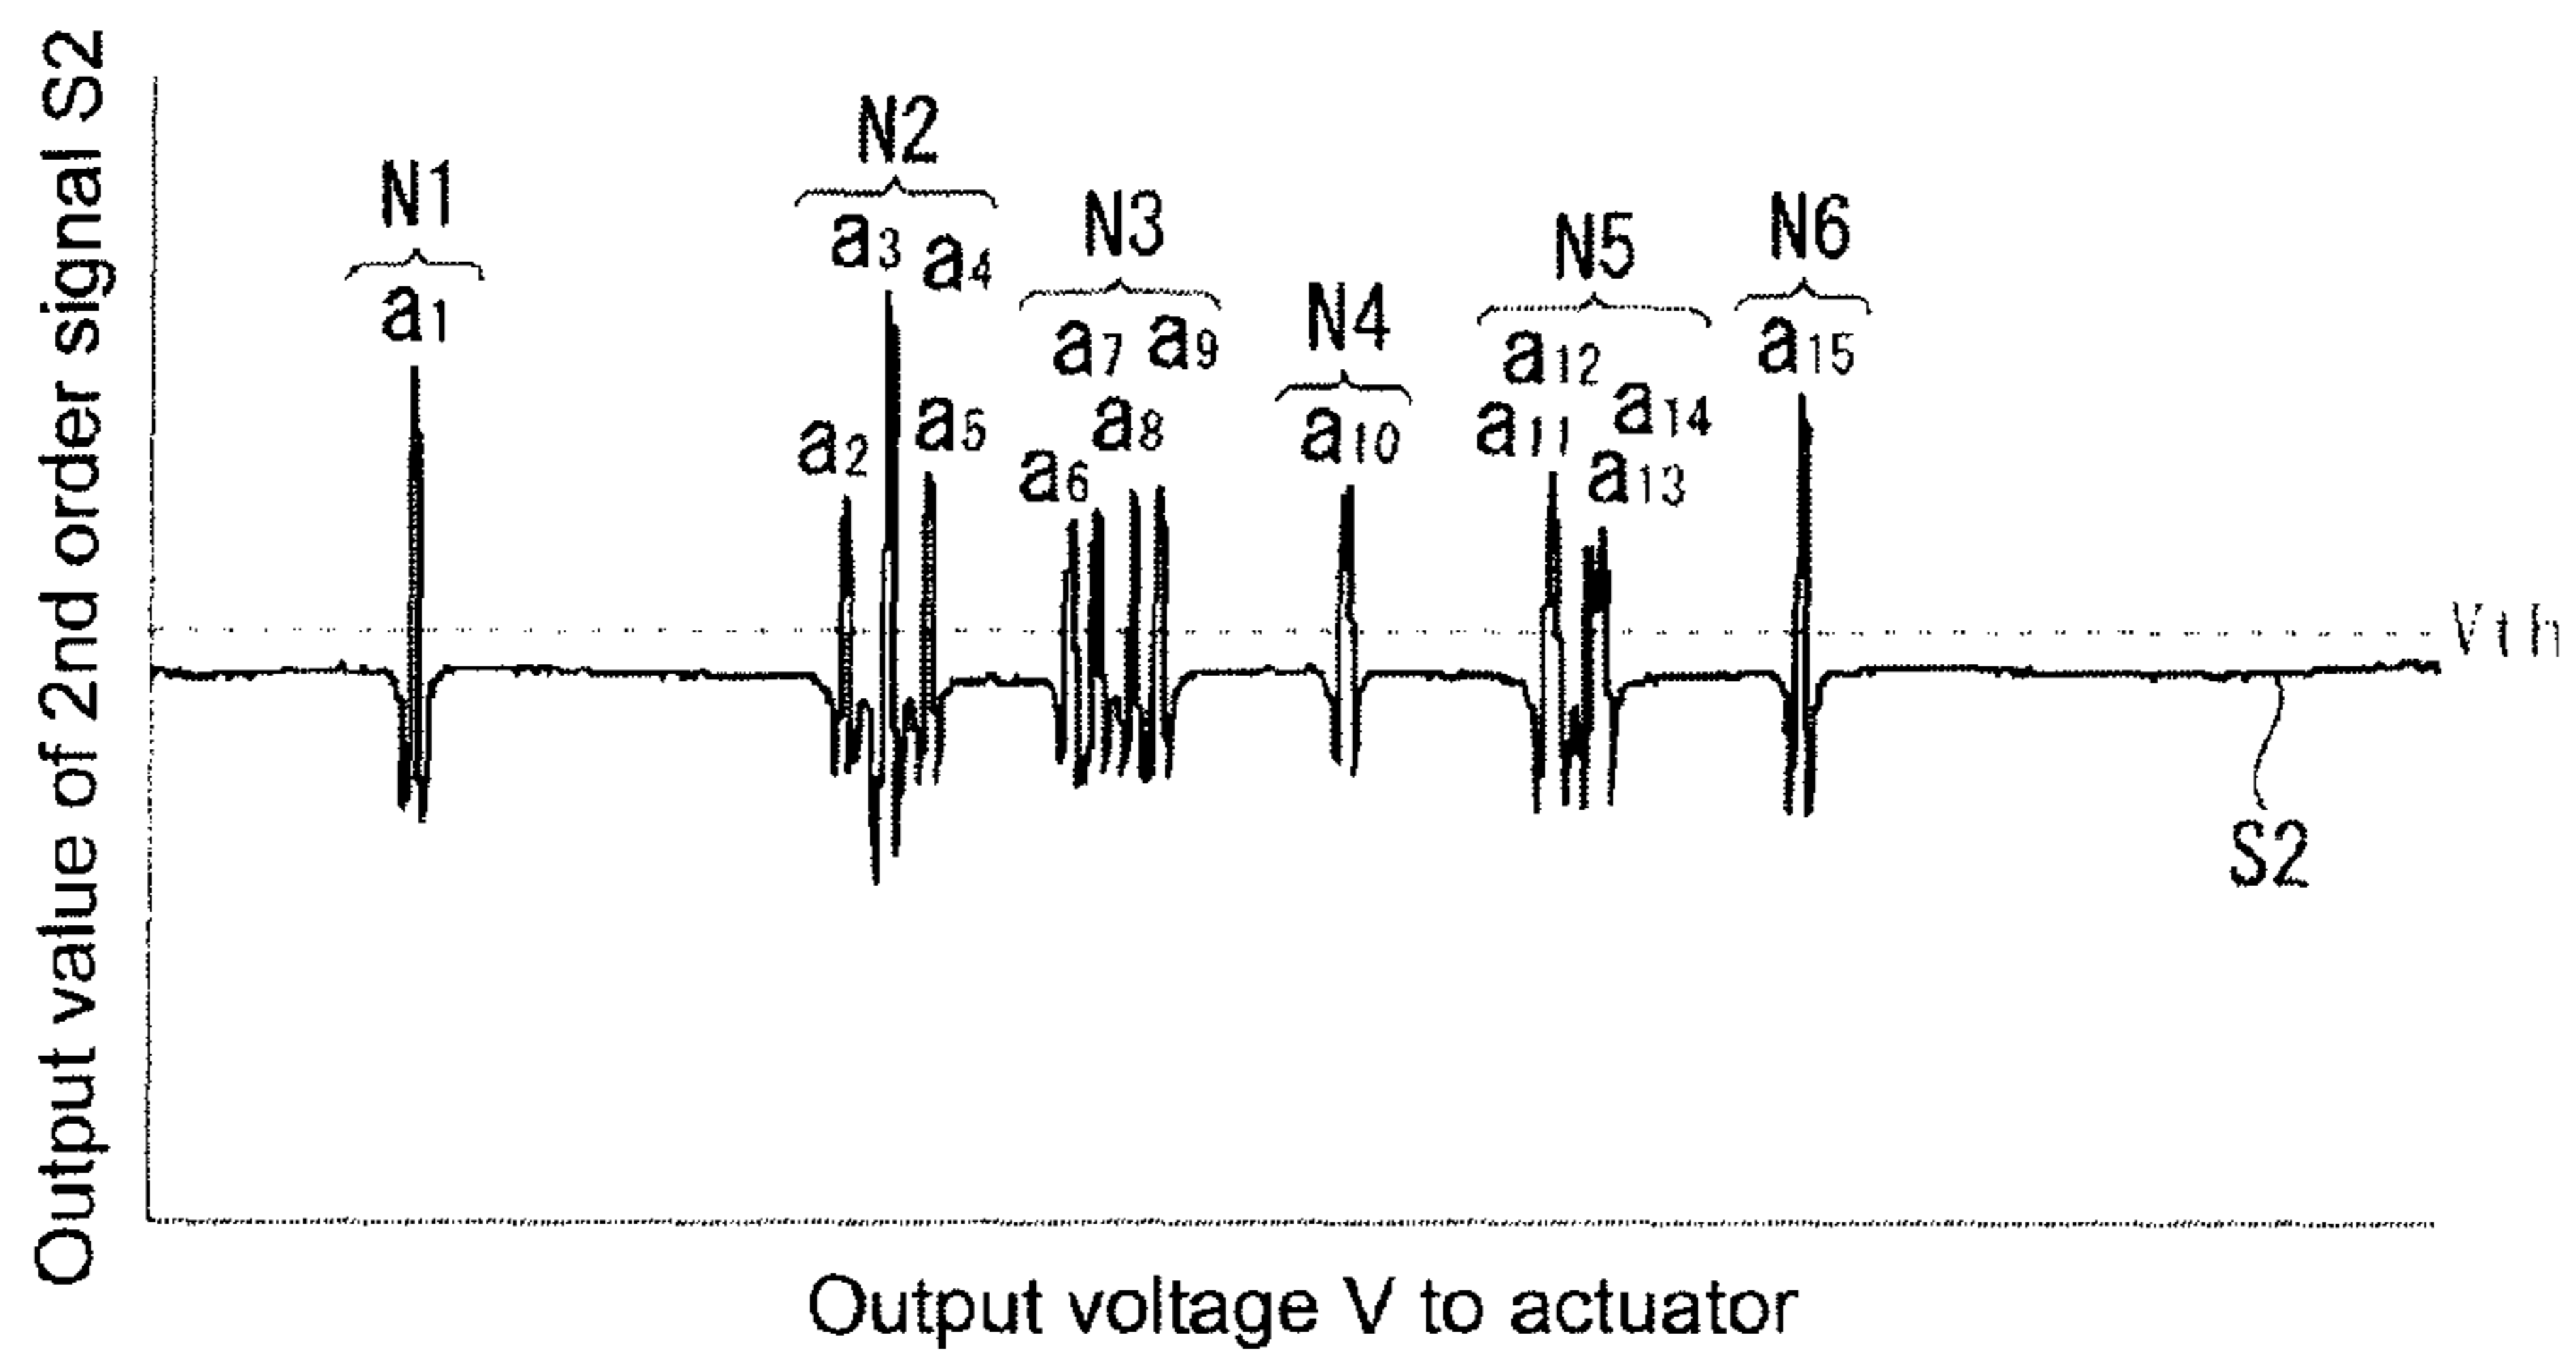 Output value of 2nd order signal S2
N1
a1
N2
a3 a4
a2 a5
N3
a7 a9
a6 a8
N4
a10
N5
a12
a11 a14
a13
N6
a15
Vth
S2
Output voltage V to actuator